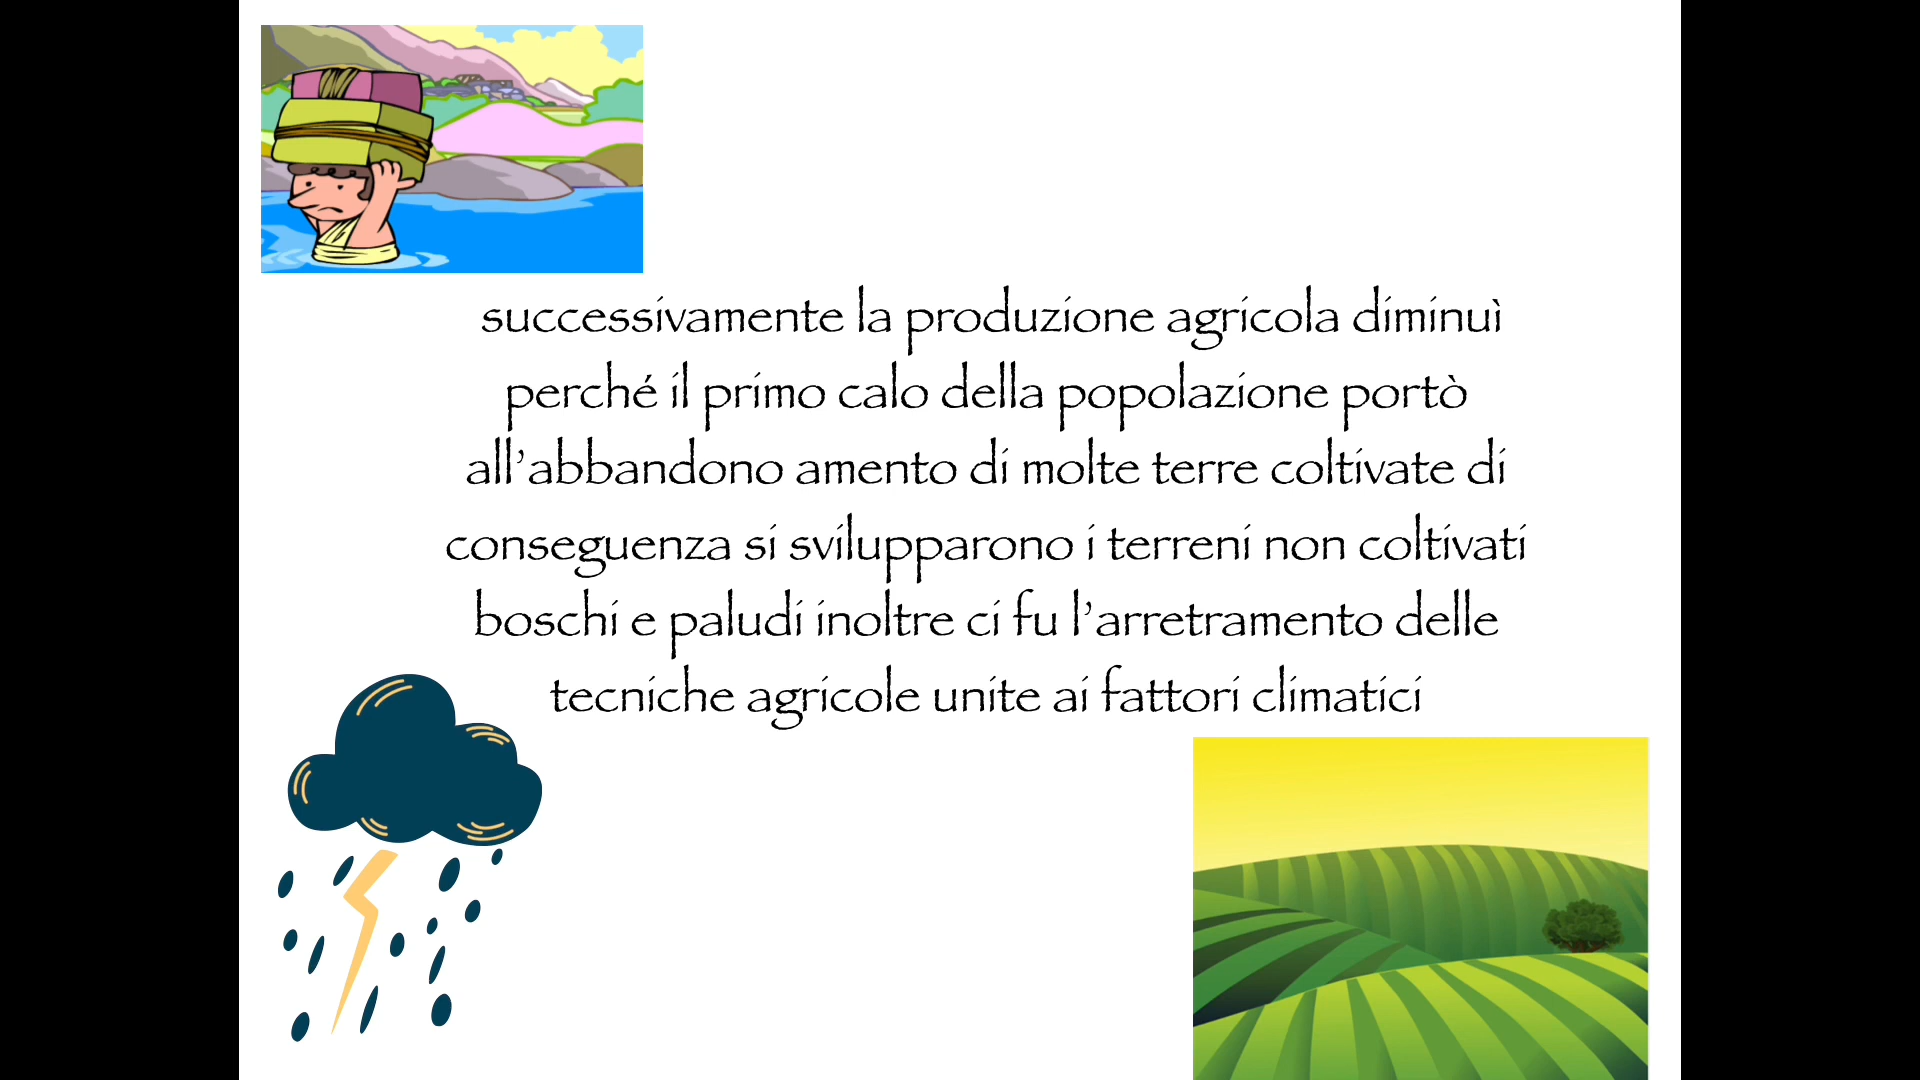 successivamente la produzione agricola diminuì
perché il primo calo della popolazione portò
all’abbandono amento di molte terre coltivate di
conseguenza si svilupparono i terreni non coltivati
boschi e paludi inoltre ci fu l’arretramento delle
tecniche agricole unite ai fattori climatici